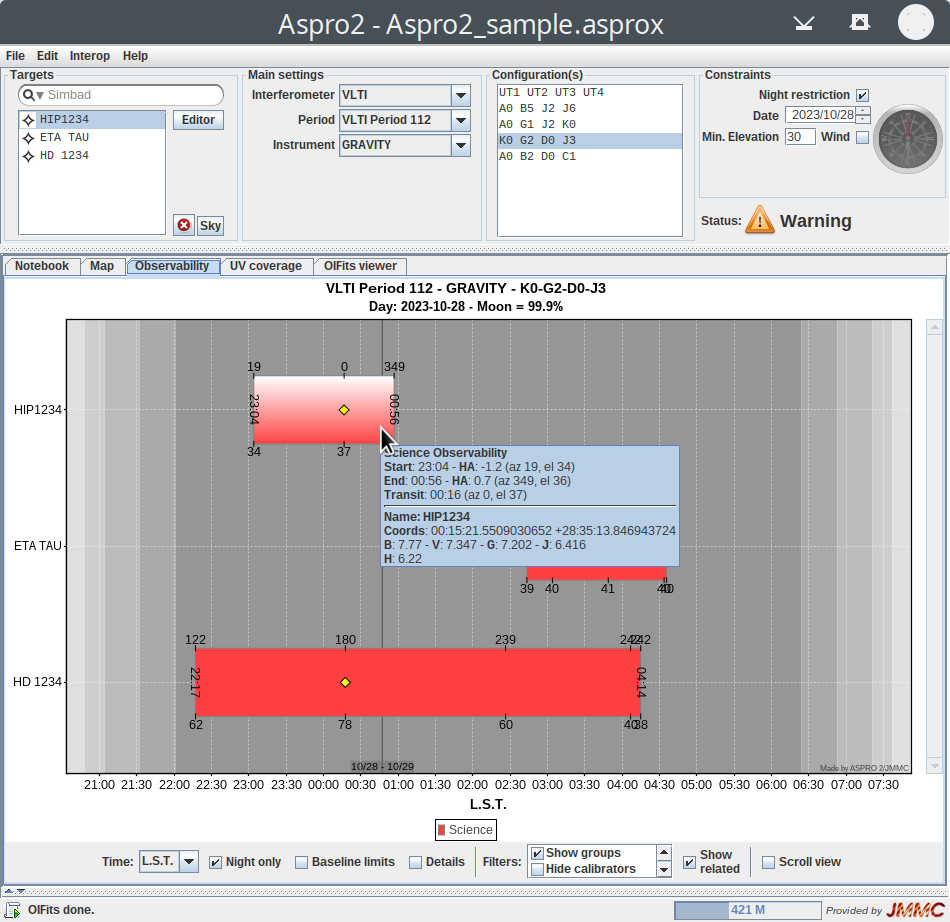 Aspro2 - Aspro2_sample.asprox
File Edit Interop Help
Targets
Simbad
HIP1234
ETA TAU
HD 1234
Editor
Sky
Main settings
Interferometer VLTI
Period VLTI Period 112
Instrument GRAVITY
Configuration(s)
UT1 UT2 UT3 UT4
A0 B5 J2 J6
A0 G1 J2 K0
K0 G2 D0 J3
A0 B2 D0 C1
Constraints
Night restriction
Date 2023/10/28
Min. Elevation 30 Wind
Status: Warning
Notebook Map Observability UV coverage OIFits viewer
VLTI Period 112 - GRAVITY - K0-G2-D0-J3
Day: 2023-10-28 - Moon = 99.9%
19 0 349
HIP1234 23:04 00:56
34 37
Science Observability
Start: 23:04 - HA: -1.2 (az 19, el 34)
End: 00:56 - HA: 0.7 (az 349, el 36)
Transit: 00:16 (az 0, el 37)
Name: HIP1234
Coords: 00:15:21.5509030652 +28:35:13.846943724
B: 7.77 - V: 7.347 - G: 7.202 - J: 6.416
H: 6.22
ETA TAU
39 40 41 40
122 180 239 242 242
HD 1234 22:17 04:14
62 78 60 40 38
10/28 - 10/29
Made by ASPRO 2/JMMC
21:00 21:30 22:00 22:30 23:00 23:30 00:00 00:30 01:00 01:30 02:00 02:30 03:00 03:30 04:00 04:30 05:00 05:30 06:00 06:30 07:00 07:30
L.S.T.
Science
Time: L.S.T. Night only Baseline limits Details Filters: Show groups Hide calibrators Show related Scroll view
OIFits done.
421 M
Provided by JMMC